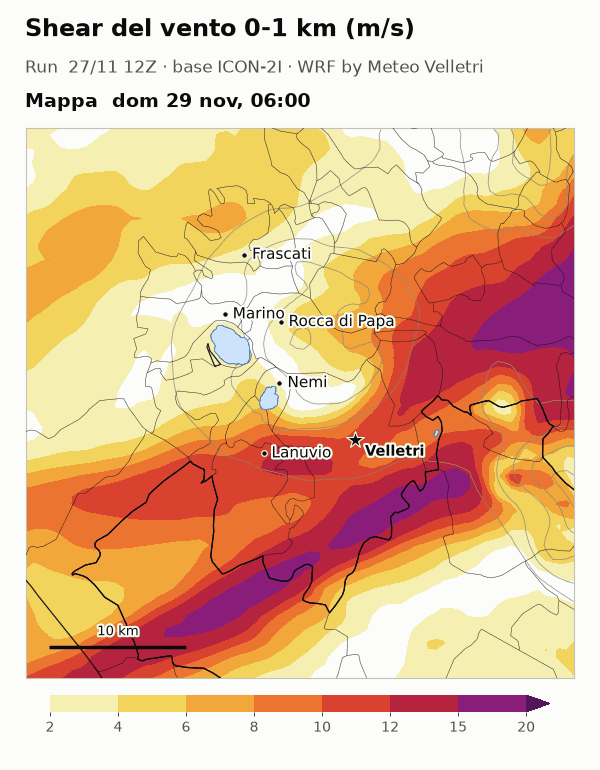 Shear del vento 0-1 km (m/s)
Run  27/11 12Z · base ICON-2I · WRF by Meteo Velletri
Mappa  dom 29 nov, 06:00
Frascati
Marino
Rocca di Papa
Nemi
Velletri
Lanuvio
10 km
2 4 6 8 10 12 15 20